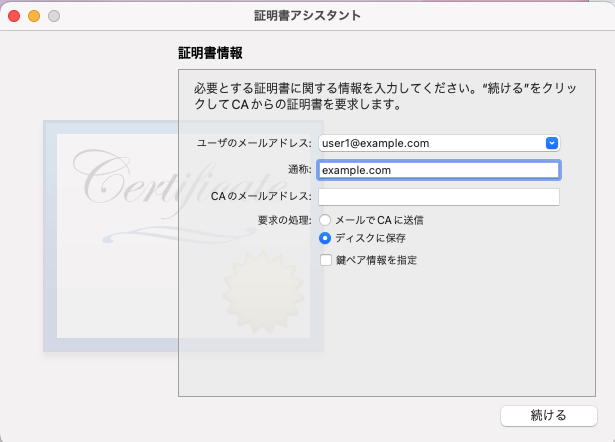 証明書アシスタント
証明書情報
必要とする証明書に関する情報を入力してください。“続ける”をクリッ
クしてCAからの証明書を要求します。
Certificate
ユーザのメールアドレス: user1@example.com
通称: example.com
CAのメールアドレス:
要求の処理: メールでCAに送信
ディスクに保存
鍵ペア情報を指定
続ける